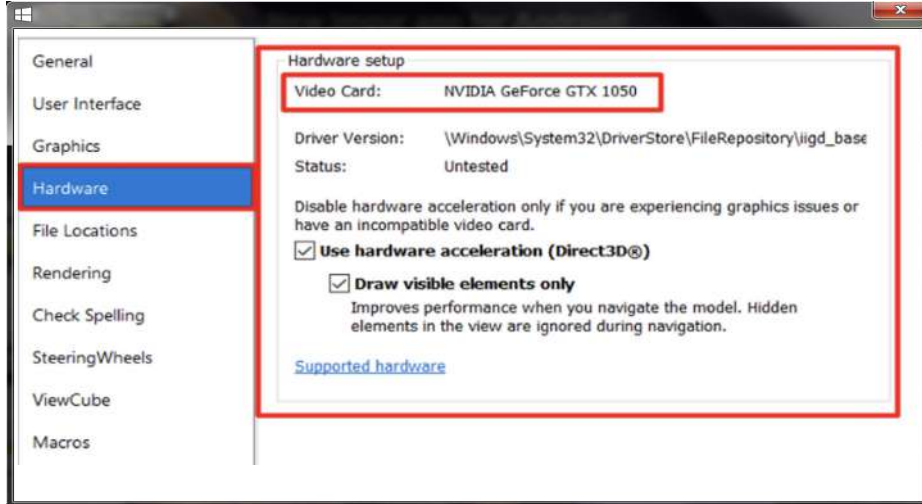 General
User Interface
Graphics
Hardware
File Locations
Rendering
Check Spelling
SteeringWheels
ViewCube
Macros
Hardware setup
Video Card: NVIDIA GeForce GTX 1050
Driver Version: \Windows\System32\DriverStore\FileRepository\iigd_base
Status: Untested
Disable hardware acceleration only if you are experiencing graphics issues or
have an incompatible video card.
Use hardware acceleration (Direct3D®)
Draw visible elements only
Improves performance when you navigate the model. Hidden
elements in the view are ignored during navigation.
Supported hardware